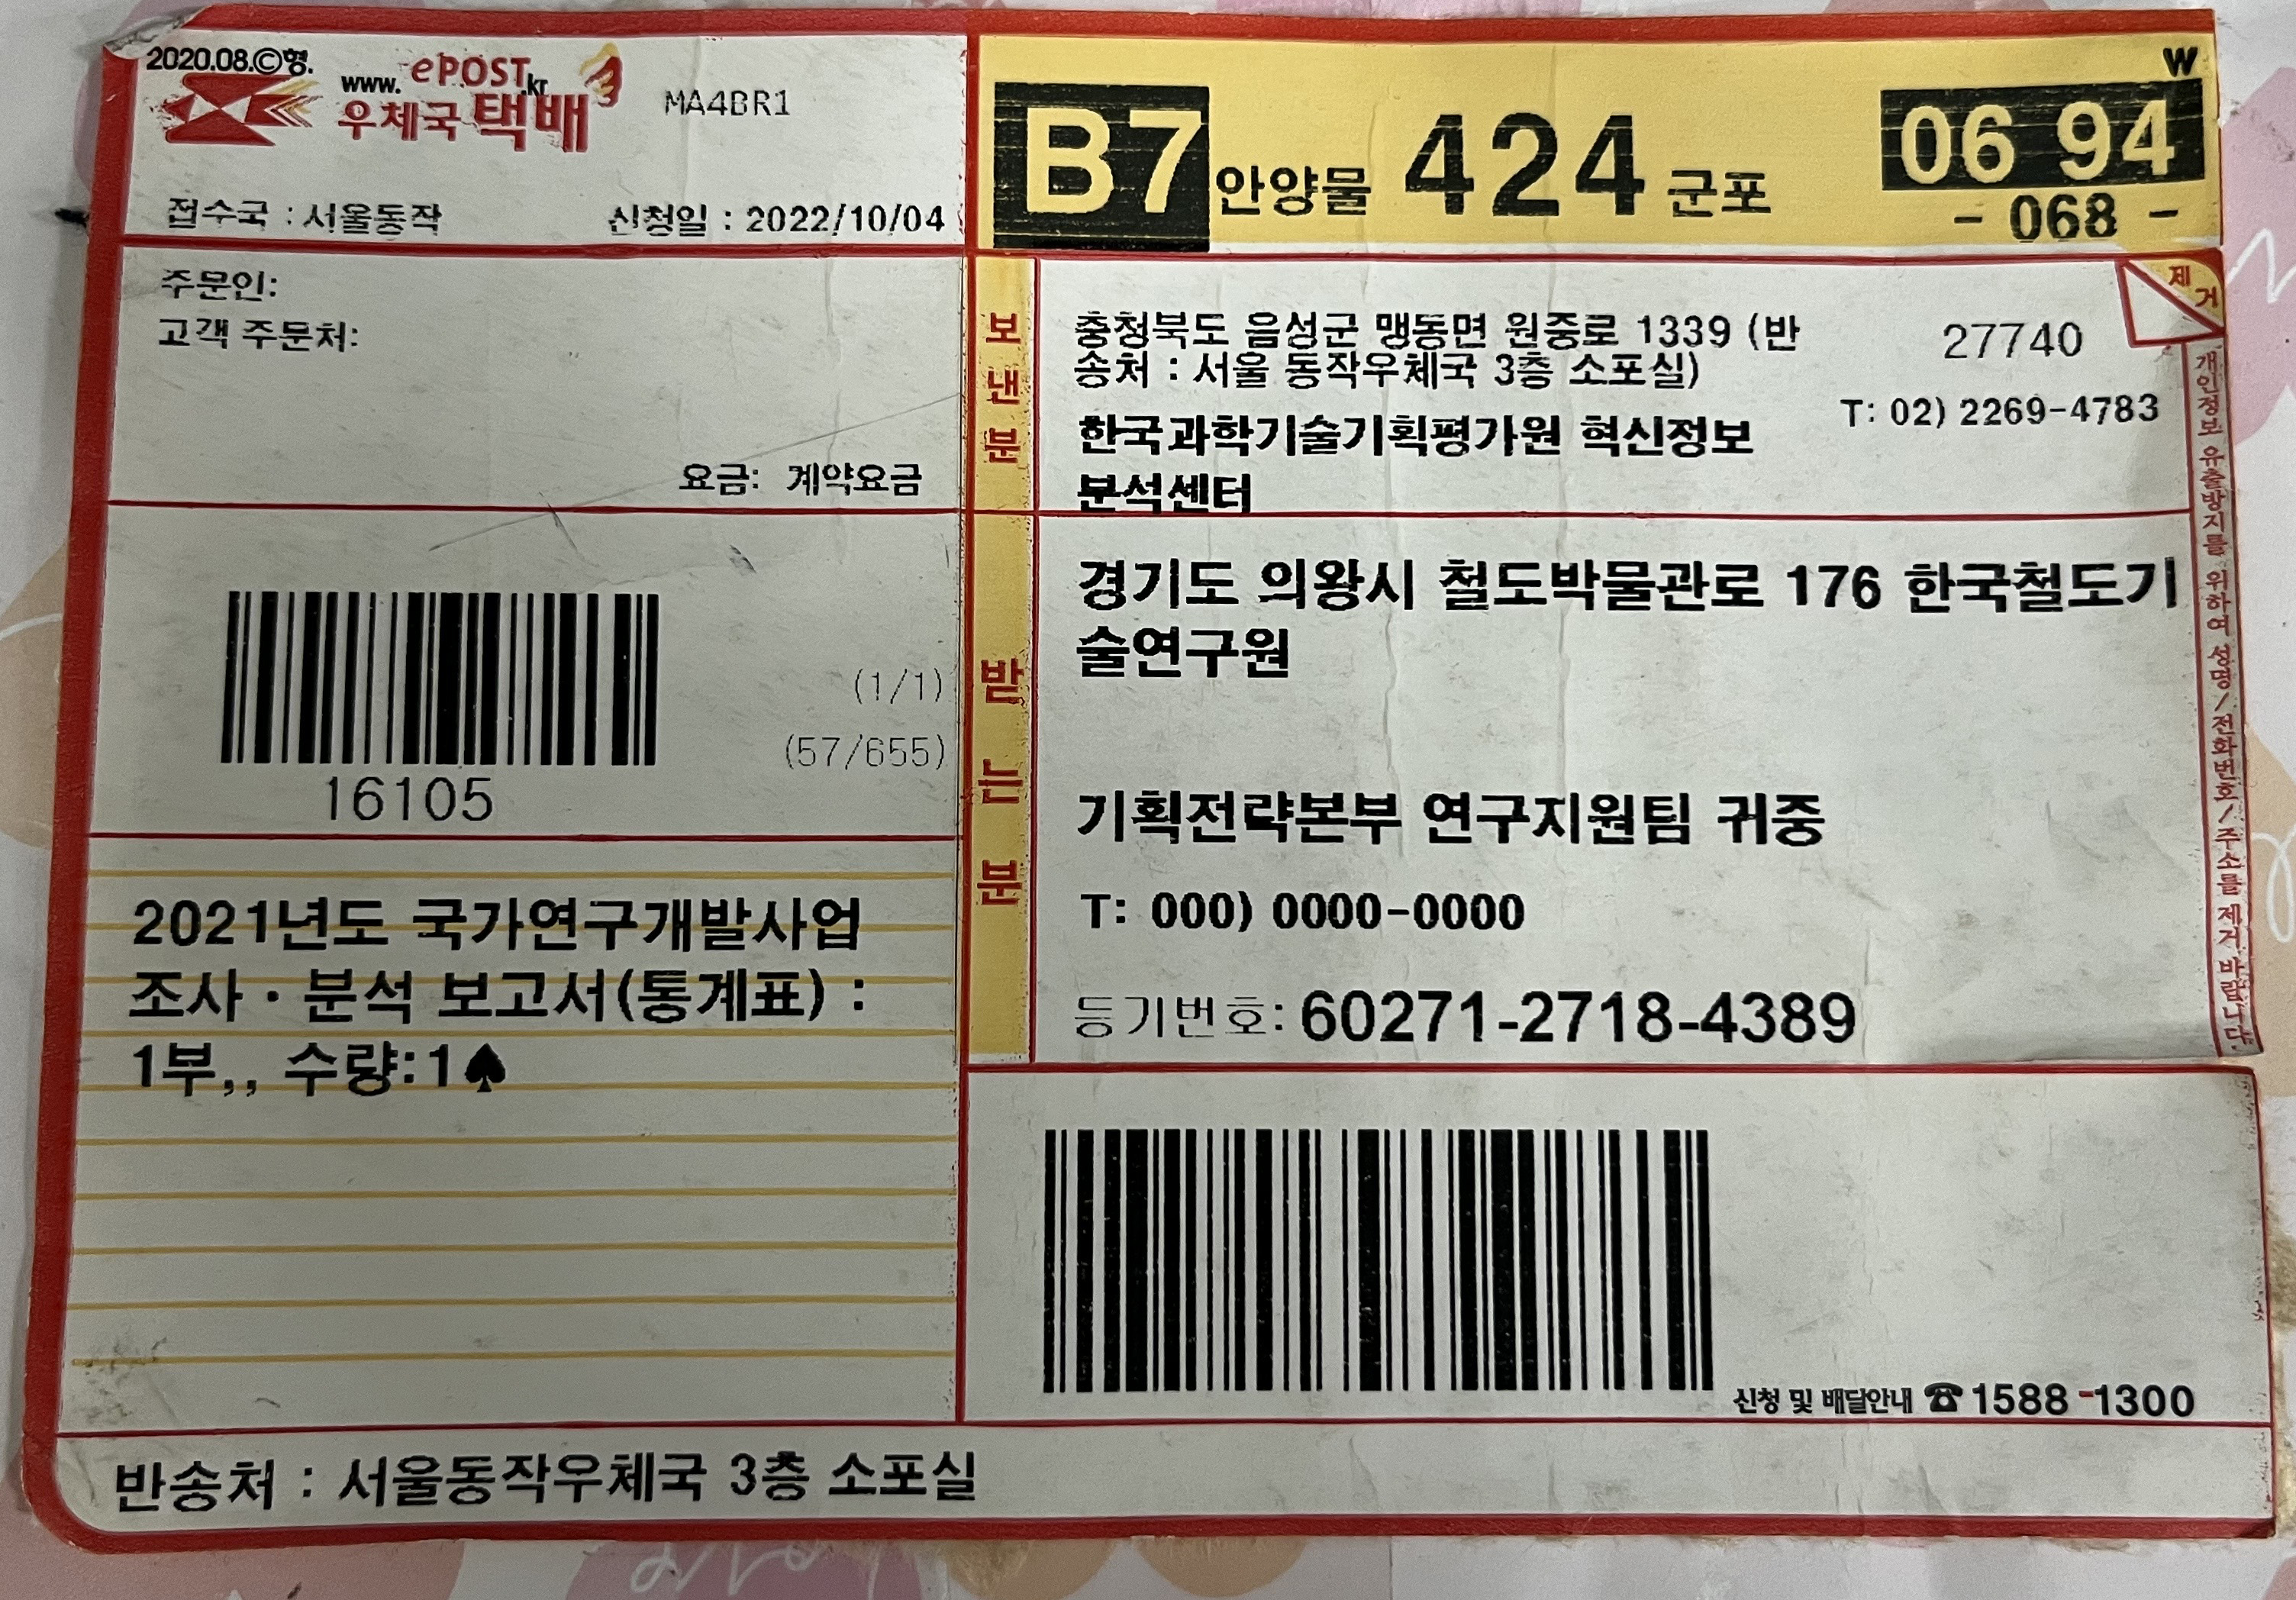 2020.08.ⓒ형.
www.ePOST.kr
우체국 택배
MA4BR1
접수국 : 서울동작 신청일 : 2022/10/04
W
B7 안양물 424 군포 06 94
- 068 -
주문인:
고객 주문처:
요금: 계약요금
보낸분
충청북도 음성군 맹동면 원중로 1339 (반
송처 : 서울 동작우체국 3층 소포실)
27740
T: 02) 2269-4783
한국과학기술기획평가원 혁신정보
분석센터
제거
개인정보 유출방지를 위하여 성명/전화번호/주소를 제거 바랍니다.
(1/1)
(57/655)
16105
받는분
경기도 의왕시 철도박물관로 176 한국철도기
술연구원
기획전략본부 연구지원팀 귀중
T: 000) 0000-0000
등기번호: 60271-2718-4389
2021년도 국가연구개발사업
조사·분석 보고서(통계표) :
1부,, 수량:1♠
신청 및 배달안내 ☎ 1588-1300
반송처 : 서울동작우체국 3층 소포실